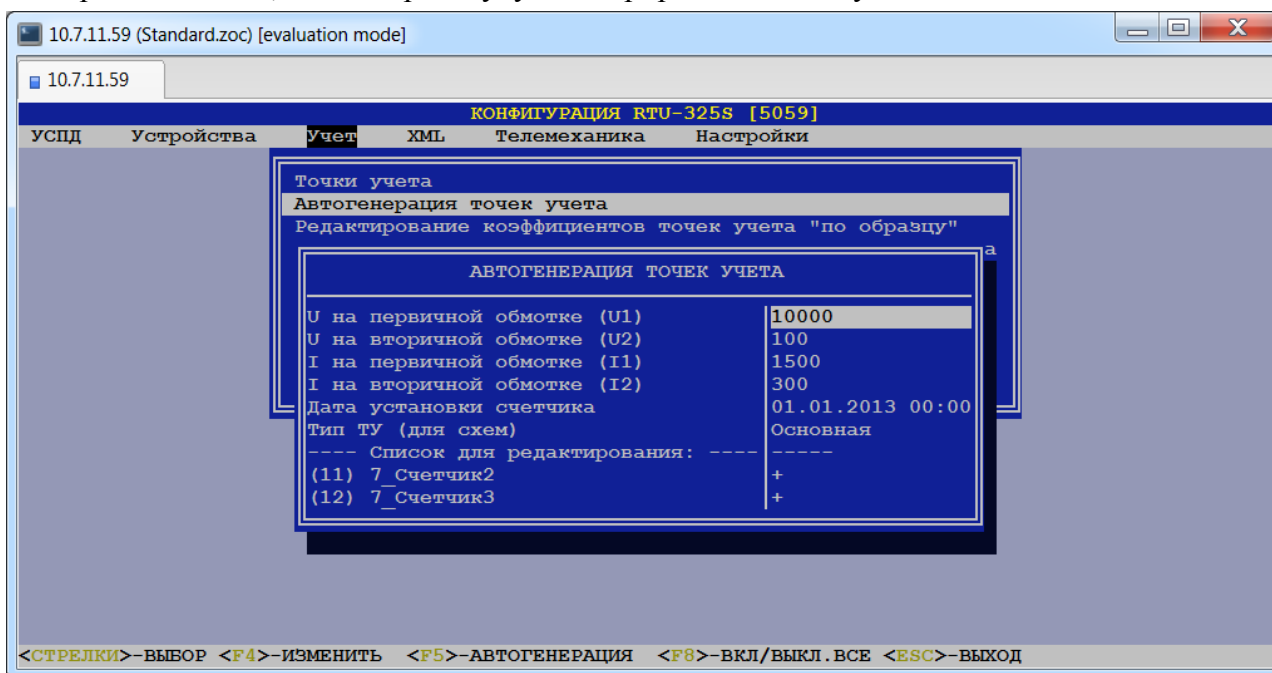 10.7.11.59 (Standard.zoc) [evaluation mode]
10.7.11.59
КОНФИГУРАЦИЯ RTU-325S [5059]
УСПД Устройства Учет XML Телемеханика Настройки
Точки учета
Автогенерация точек учета
Редактирование коэффициентов точек учета "по образцу"
а
АВТОГЕНЕРАЦИЯ ТОЧЕК УЧЕТА
U на первичной обмотке (U1) 10000
U на вторичной обмотке (U2) 100
I на первичной обмотке (I1) 1500
I на вторичной обмотке (I2) 300
Дата установки счетчика 01.01.2013 00:00
Тип ТУ (для схем) Основная
---- Список для редактирования: ---- -----
(11) 7_Счетчик2 +
(12) 7_Счетчик3 +
<СТРЕЛКИ>-ВЫБОР <F4>-ИЗМЕНИТЬ <F5>-АВТОГЕНЕРАЦИЯ <F8>-ВКЛ/ВЫКЛ.ВСЕ <ESC>-ВЫХОД